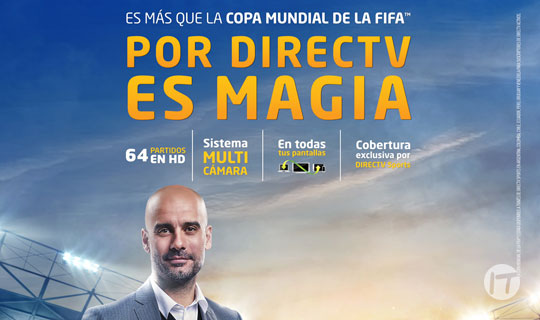 ES MÁS QUE LA COPA MUNDIAL DE LA FIFA™
POR DIRECTV
ES MAGIA
64 PARTIDOS EN HD
Sistema
MULTI
CÁMARA
En todas
tus pantallas
Cobertura
exclusiva por
DIRECTV Sports
IT